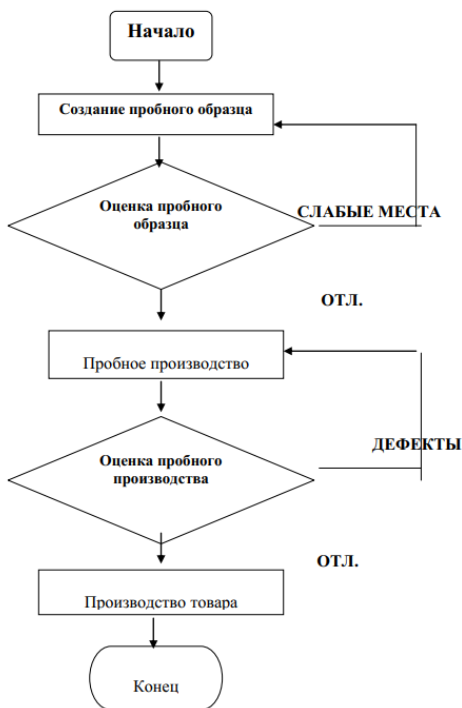 Начало
Создание пробного образца
Оценка пробного
образца
СЛАБЫЕ МЕСТА
ОТЛ.
Пробное производство
Оценка пробного
производства
ДЕФЕКТЫ
ОТЛ.
Производство товара
Конец